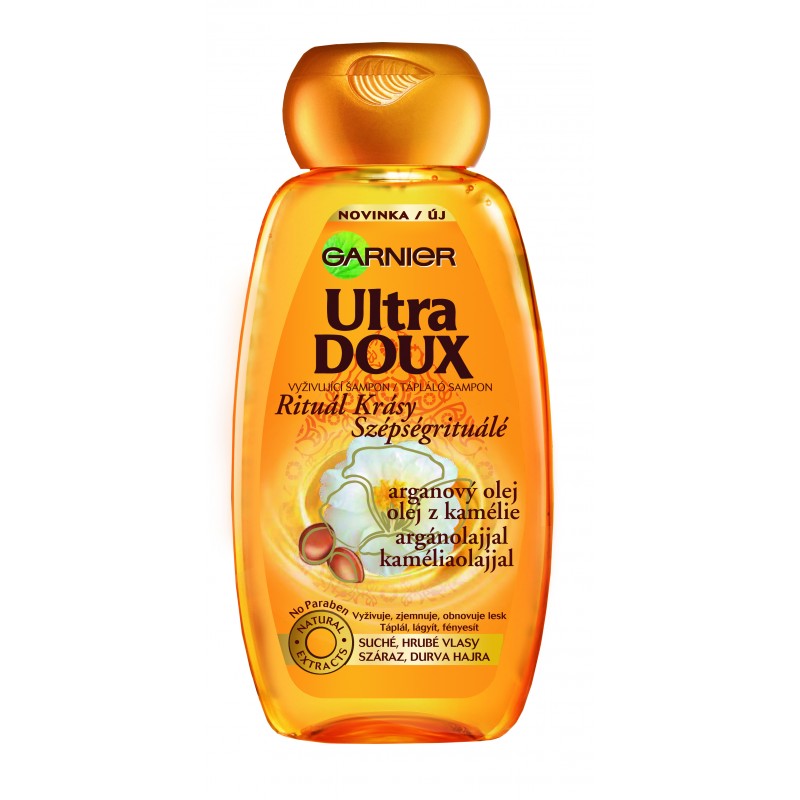 NOVINKA / ÚJ
GARNIER
Ultra
DOUX
VYŽIVUJÍCÍ ŠAMPON / TÁPLÁLÓ SAMPON
Rituál Krásy
Szépségrituálé
arganový olej
olej z kamélie
argánolajjal
kaméliaolajjal
No Paraben
NATURAL EXTRACTS
Vyživuje, zjemnuje, obnovuje lesk
Táplál, lágyít, fényesít
SUCHÉ, HRUBÉ VLASY
SZÁRAZ, DURVA HAJRA